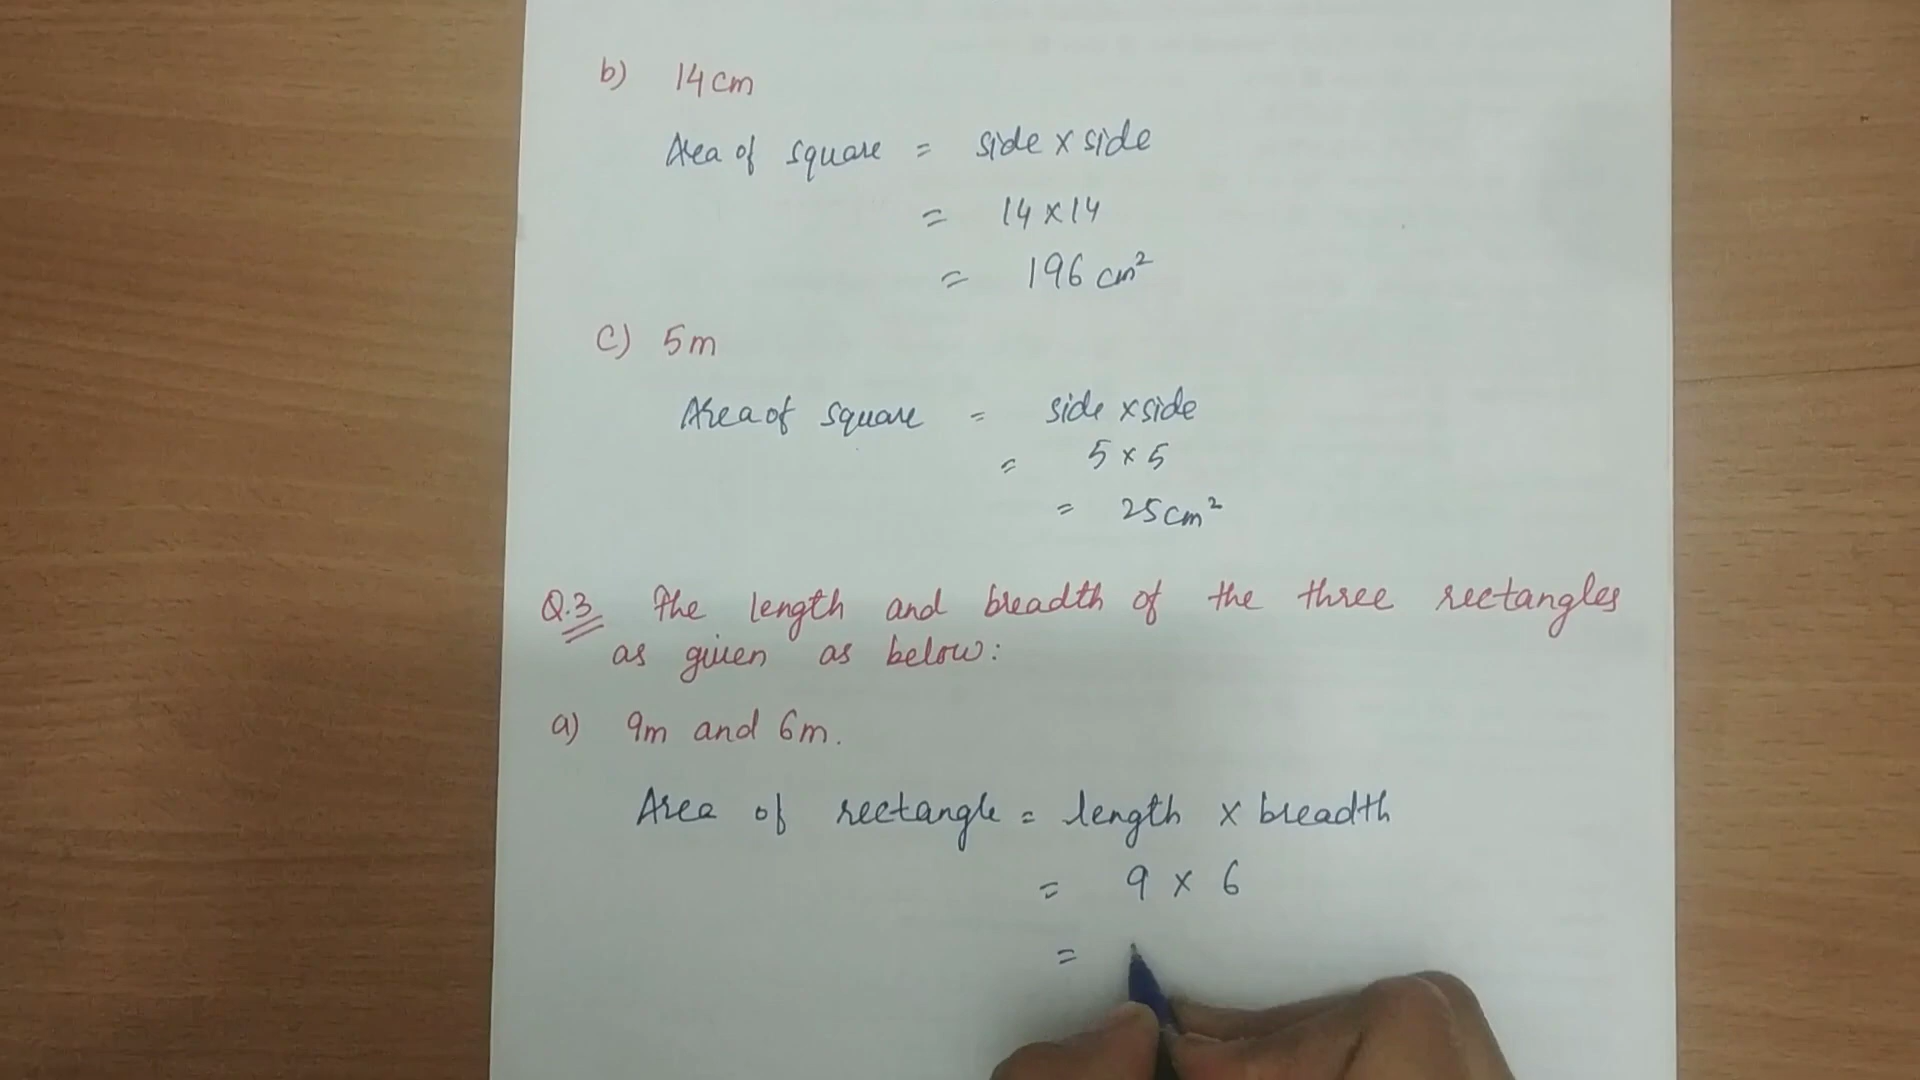 b) 14cm
Area of square = side x side
= 14 x 14
= 196 cm²
C) 5m
Area of square = side x side
= 5 x 5
= 25cm²
Q.3 The length and breadth of the three rectangles
as given as below:
a) 9m and 6m.
Area of rectangle = length x breadth
= 9 x 6
=